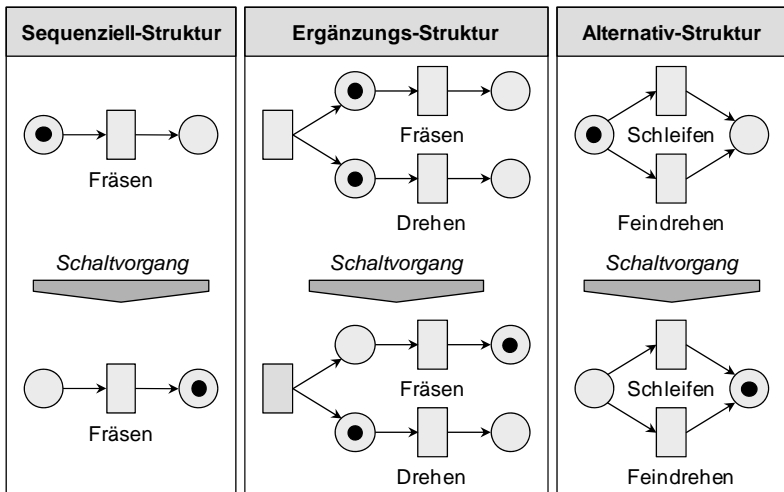 Sequenziell-Struktur
Fräsen
Schaltvorgang
Fräsen
Ergänzungs-Struktur
Fräsen
Drehen
Schaltvorgang
Fräsen
Drehen
Alternativ-Struktur
Schleifen
Feindrehen
Schaltvorgang
Schleifen
Feindrehen